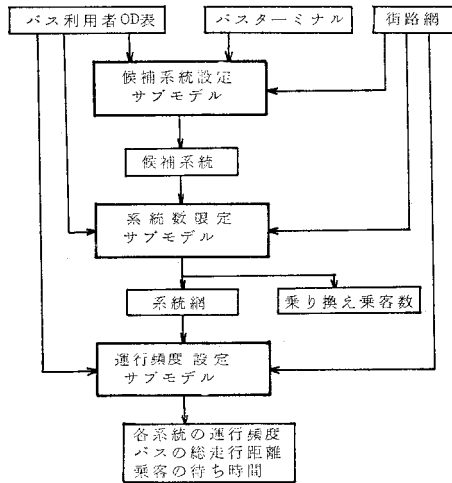 バス利用者OD表
バスターミナル
街路網
候補系統設定
サブモデル
候補系統
系統数限定
サブモデル
系統網
乗り換え乗客数
運行頻度設定
サブモデル
各系統の運行頻度
バスの総走行距離
乗客の待ち時間